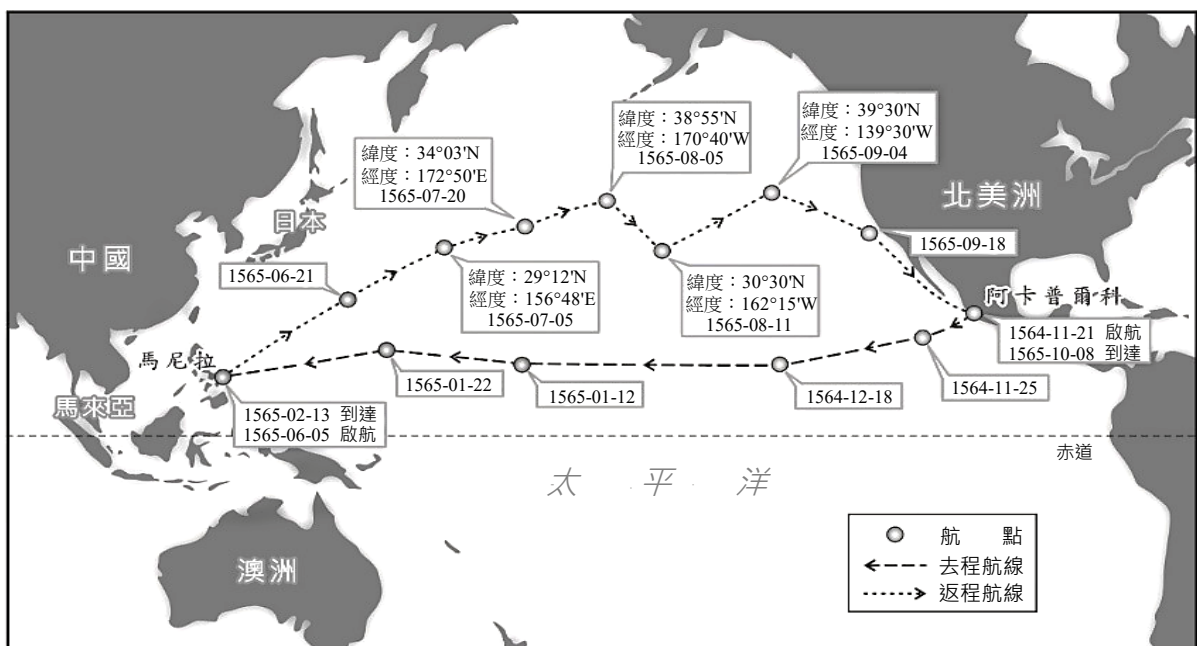 緯度：38°55'N
經度：170°40'W
1565-08-05
緯度：39°30'N
經度：139°30'W
1565-09-04
緯度：34°03'N
經度：172°50'E
1565-07-20
北美洲
日本
中國
1565-06-21
1565-09-18
緯度：29°12'N
經度：156°48'E
1565-07-05
緯度：30°30'N
經度：162°15'W
1565-08-11
阿卡普爾科
1564-11-21 啟航
1565-10-08 到達
馬尼拉
1565-01-22
1565-01-12
1564-12-18
1564-11-25
馬來亞
1565-02-13 到達
1565-06-05 啟航
赤道
太平洋
澳洲
航點
去程航線
返程航線